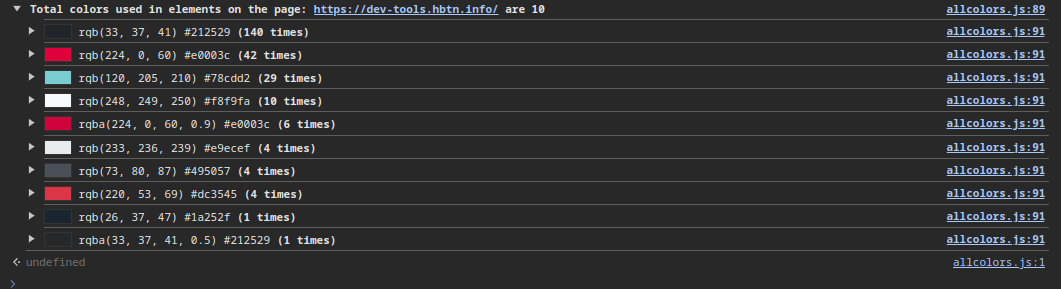 Total colors used in elements on the page: https://dev-tools.hbtn.info/ are 10 allcolors.js:89
rgb(33, 37, 41) #212529 (140 times) allcolors.js:91
rgb(224, 0, 60) #e0003c (42 times) allcolors.js:91
rgb(120, 205, 210) #78cdd2 (29 times) allcolors.js:91
rgb(248, 249, 250) #f8f9fa (10 times) allcolors.js:91
rgba(224, 0, 60, 0.9) #e0003c (6 times) allcolors.js:91
rgb(233, 236, 239) #e9ecef (4 times) allcolors.js:91
rgb(73, 80, 87) #495057 (4 times) allcolors.js:91
rgb(220, 53, 69) #dc3545 (4 times) allcolors.js:91
rgb(26, 37, 47) #1a252f (1 times) allcolors.js:91
rgba(33, 37, 41, 0.5) #212529 (1 times) allcolors.js:91
undefined allcolors.js:1